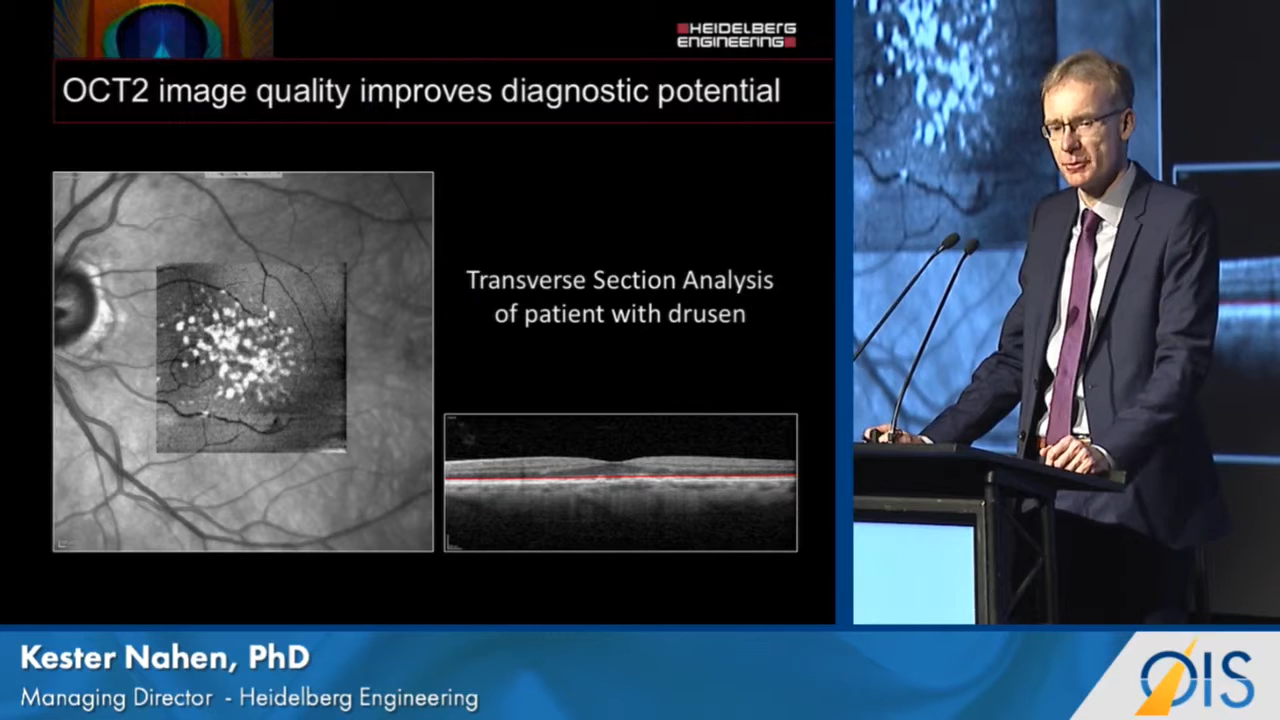 HEIDELBERG
ENGINEERING
OCT2 image quality improves diagnostic potential
Transverse Section Analysis
of patient with drusen
Kester Nahen, PhD
Managing Director - Heidelberg Engineering
OIS